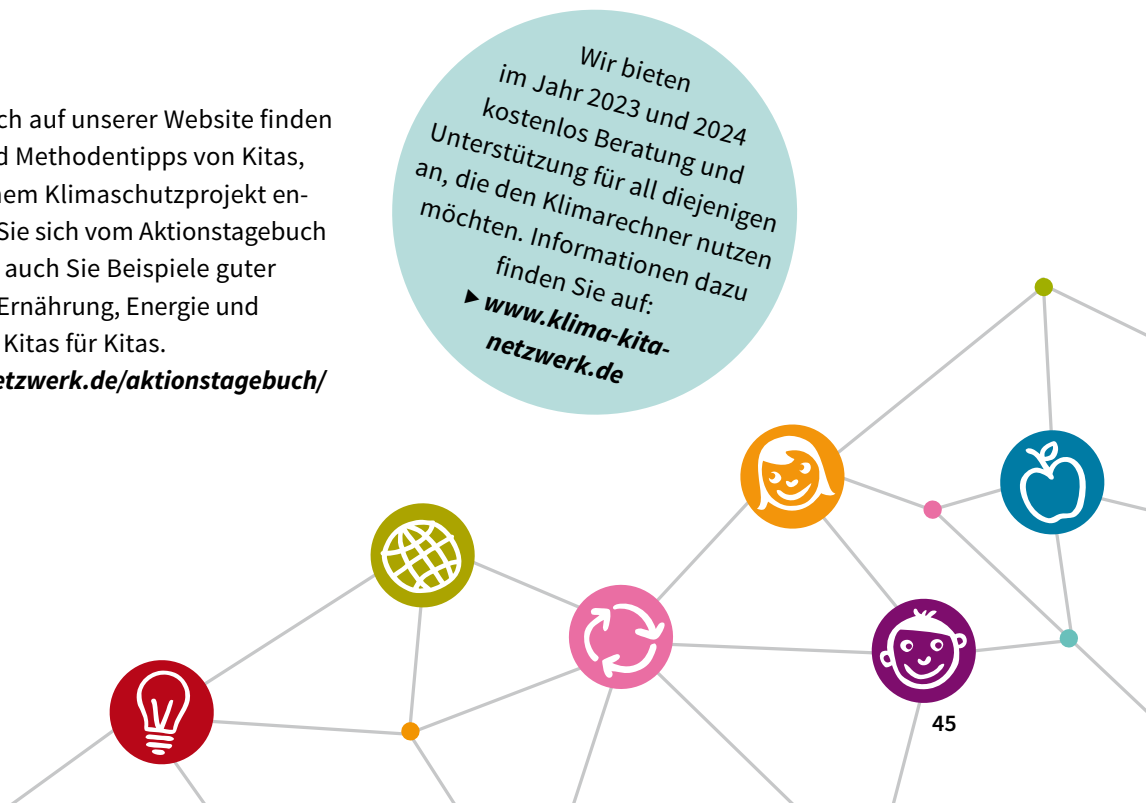 ch auf unserer Website finden
d Methodentipps von Kitas,
nem Klimaschutzprojekt en-
Sie sich vom Aktionstagebuch
auch Sie Beispiele guter
Ernährung, Energie und
Kitas für Kitas.
etzwerk.de/aktionstagebuch/
Wir bieten
im Jahr 2023 und 2024
kostenlos Beratung und
Unterstützung für all diejenigen
an, die den Klimarechner nutzen
möchten. Informationen dazu
finden Sie auf:
▶ www.klima-kita-
netzwerk.de
45